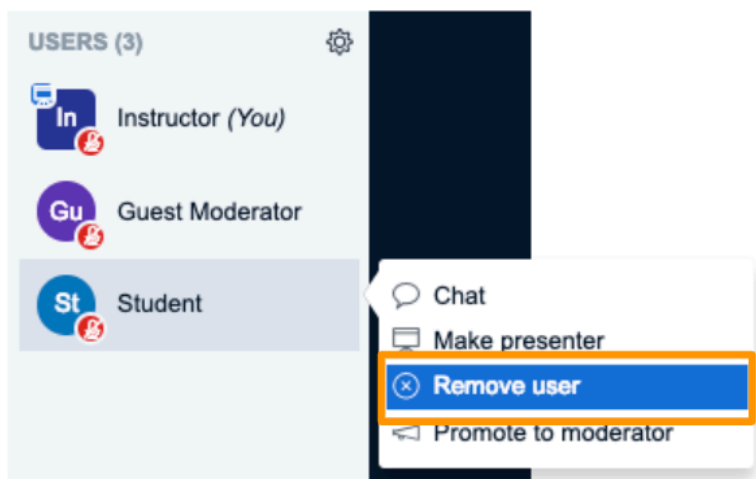 USERS (3)
In Instructor (You)
Gu Guest Moderator
St Student
Chat
Make presenter
Remove user
Promote to moderator